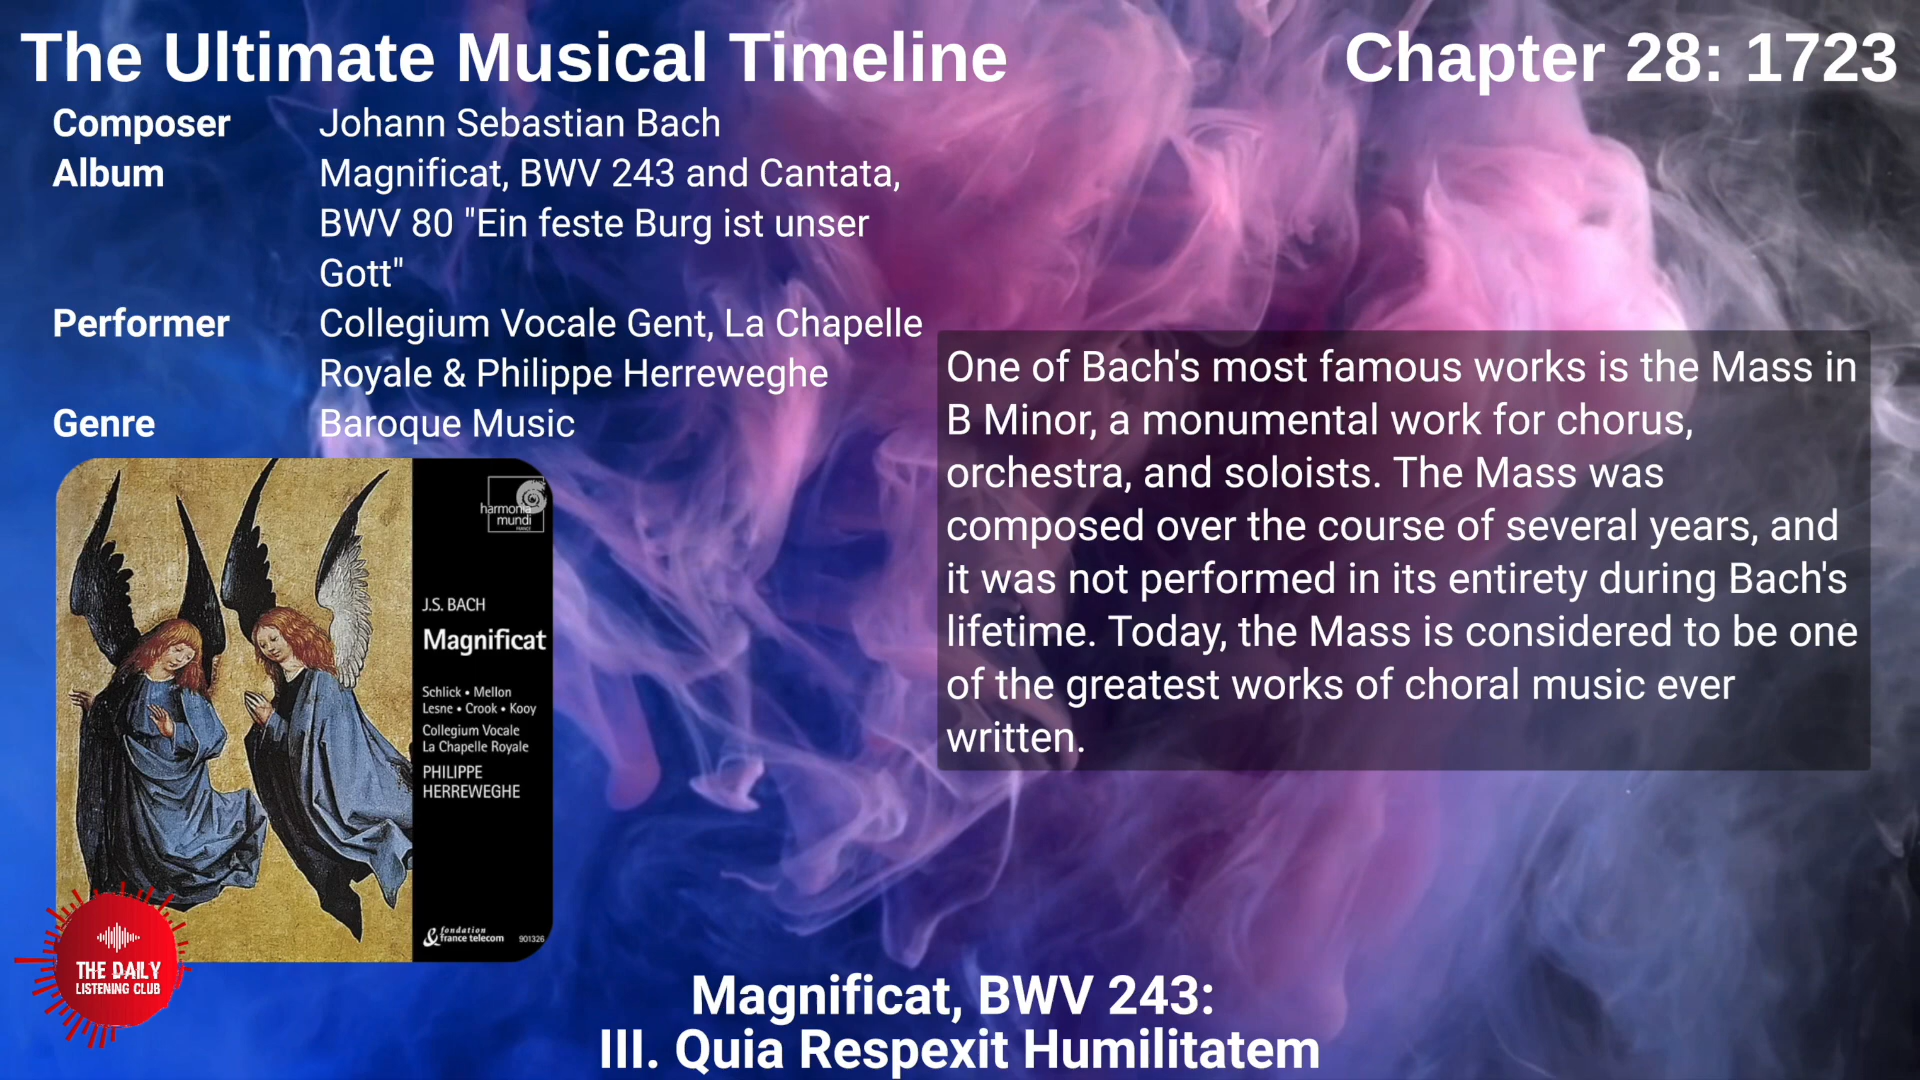 The Ultimate Musical Timeline
Chapter 28: 1723
Composer Johann Sebastian Bach
Album Magnificat, BWV 243 and Cantata,
BWV 80 "Ein feste Burg ist unser
Gott"
Performer Collegium Vocale Gent, La Chapelle
Royale & Philippe Herreweghe
Genre Baroque Music
One of Bach's most famous works is the Mass in
B Minor, a monumental work for chorus,
orchestra, and soloists. The Mass was
composed over the course of several years, and
it was not performed in its entirety during Bach's
lifetime. Today, the Mass is considered to be one
of the greatest works of choral music ever
written.
harmonia
mundi
FRANCE
J.S. BACH
Magnificat
Schlick • Mellon
Lesne • Crook • Kooy
Collegium Vocale
La Chapelle Royale
PHILIPPE
HERREWEGHE
& fondation
france telecom
901326
THE DAILY
LISTENING CLUB
Magnificat, BWV 243:
III. Quia Respexit Humilitatem